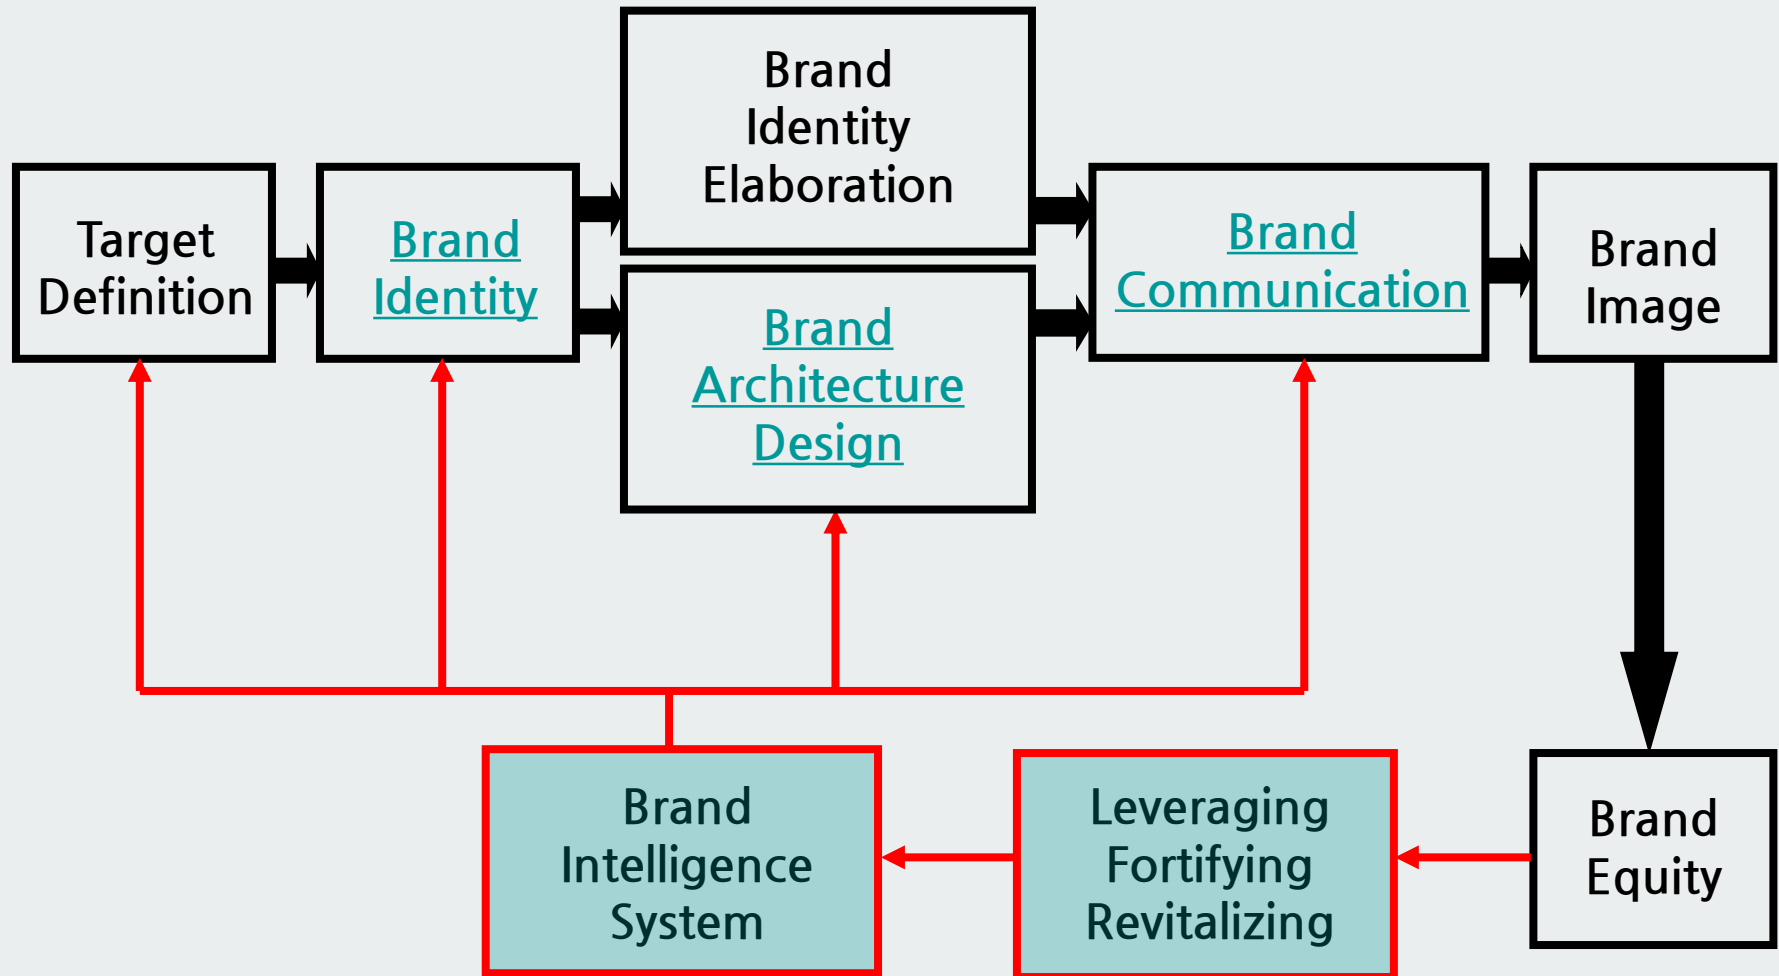 Target
Definition
Brand
Identity
Brand
Identity
Elaboration
Brand
Architecture
Design
Brand
Communication
Brand
Image
Brand
Intelligence
System
Leveraging
Fortifying
Revitalizing
Brand
Equity